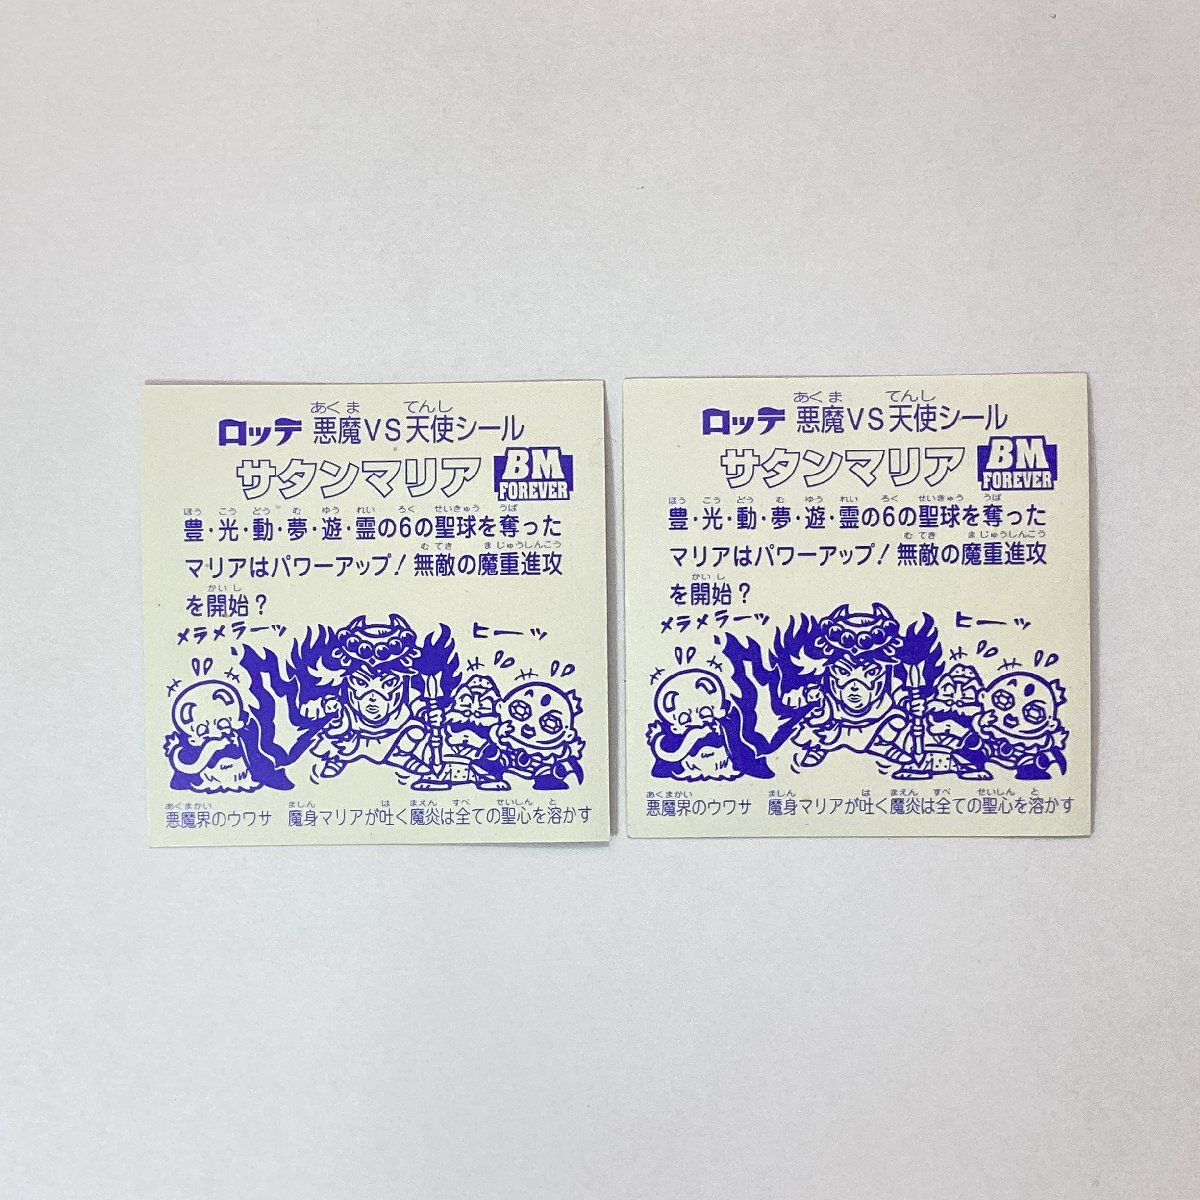 あくま てんし
ロッテ 悪魔VS天使シール
サタンマリア BM FOREVER
ほう こう どう む ゆう れい ろく せいきゅう うば
豊・光・動・夢・遊・霊の6の聖球を奪った
む てき ま じゅうしんこう
マリアはパワーアップ!無敵の魔重進攻
かい し
を開始?
メラメラーッ ヒーッ
あくまかい ましん は まえん すべ せいしん と
悪魔界のウワサ 魔身マリアが吐く魔炎は全ての聖心を溶かす
あくま てんし
ロッテ 悪魔VS天使シール
サタンマリア BM FOREVER
ほう こう どう む ゆう れい ろく せいきゅう うば
豊・光・動・夢・遊・霊の6の聖球を奪った
む てき ま じゅうしんこう
マリアはパワーアップ!無敵の魔重進攻
かい し
を開始?
メラメラーッ ヒーッ
あくまかい ましん は まえん すべ せいしん と
悪魔界のウワサ 魔身マリアが吐く魔炎は全ての聖心を溶かす